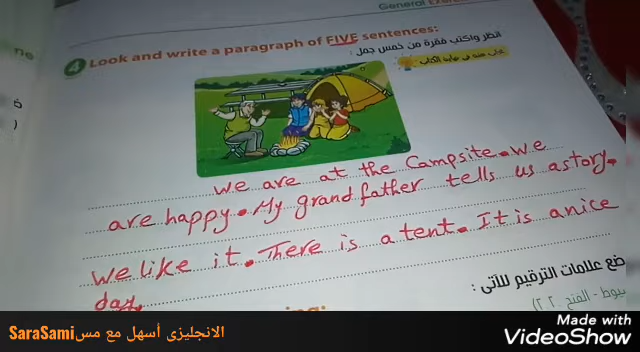 General
4 Look and write a paragraph of FIVE sentences:
انظر واكتب فقرة من خمس جمل :
we are at the Campsite. we
are happy. My grand father tells us astory.
we like it. There is a tent. It is anice
day.
ضع علامات الترقيم للآتى :
الانجليزى أسهل مع مس SaraSami
Made with
VideoShow